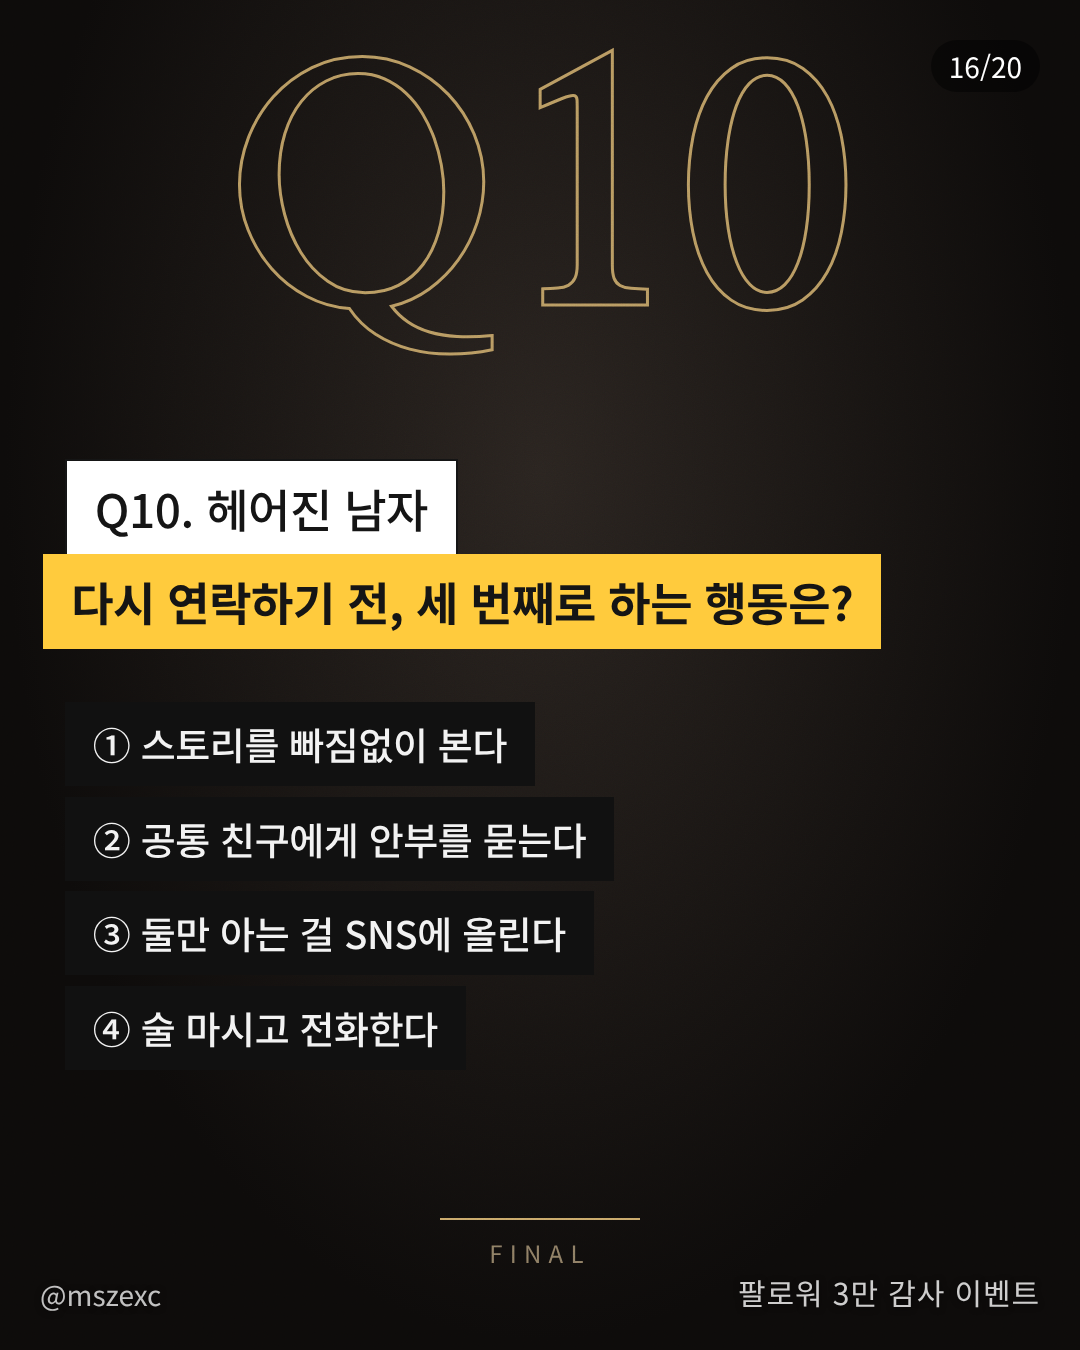 Q10
16/20
Q10. 헤어진 남자
다시 연락하기 전, 세 번째로 하는 행동은?
① 스토리를 빠짐없이 본다
② 공통 친구에게 안부를 묻는다
③ 둘만 아는 걸 SNS에 올린다
④ 술 마시고 전화한다
FINAL
@mszexc
팔로워 3만 감사 이벤트